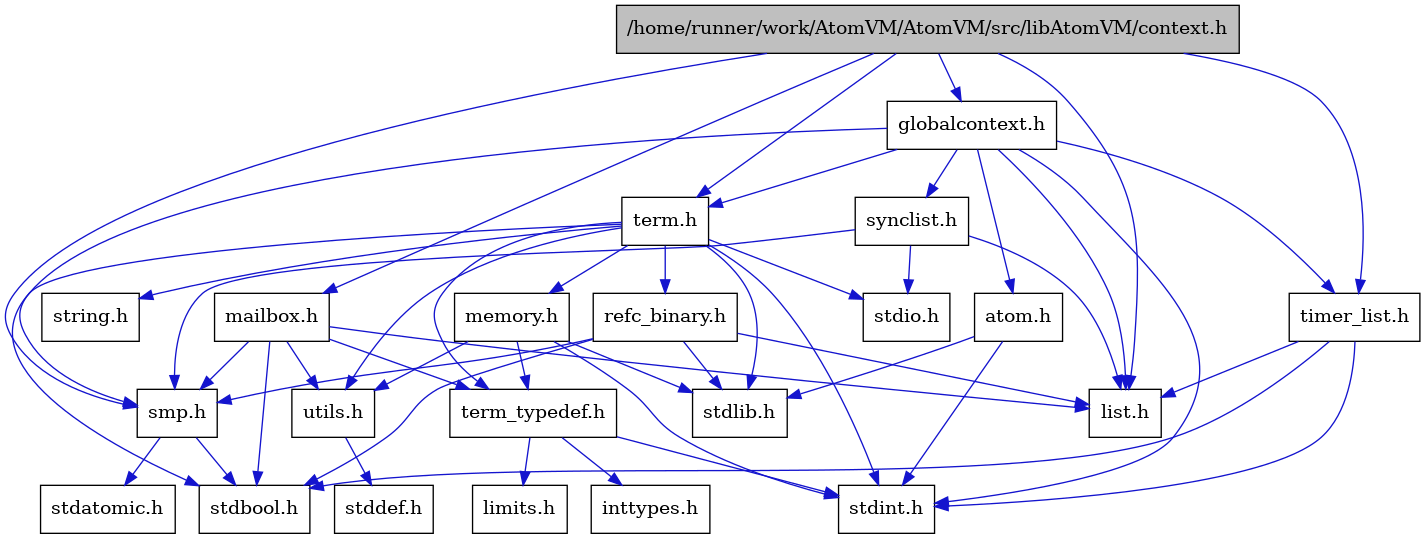 /home/runner/work/AtomVM/AtomVM/src/libAtomVM/context.h
globalcontext.h
term.h
synclist.h
string.h
mailbox.h
memory.h
refc_binary.h
stdio.h
atom.h
timer_list.h
smp.h
utils.h
term_typedef.h
stdlib.h
list.h
stdatomic.h
stdbool.h
stddef.h
limits.h
inttypes.h
stdint.h